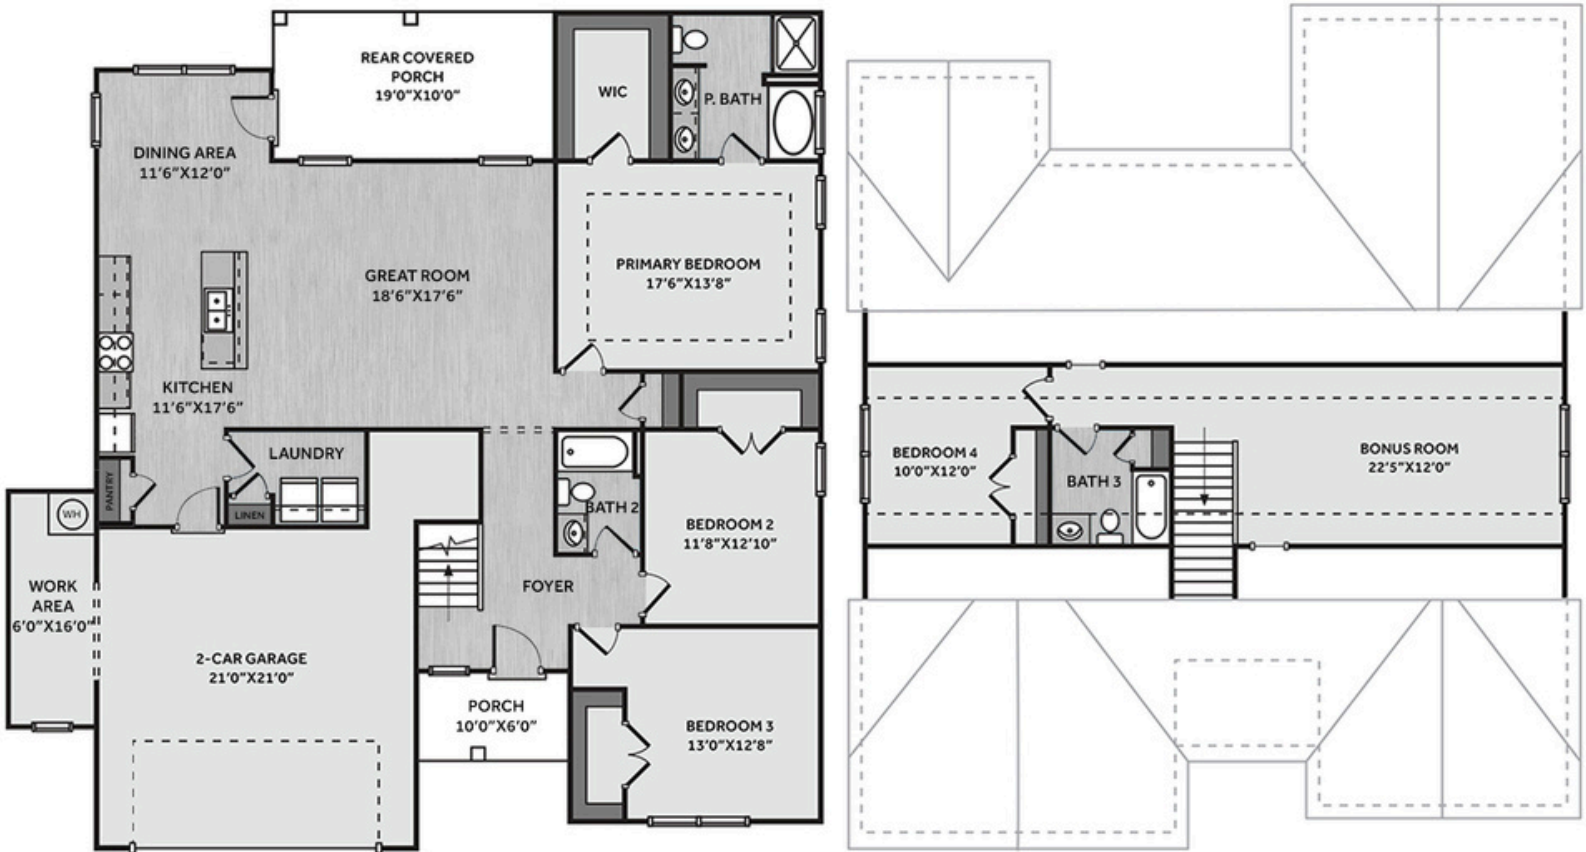 REAR COVERED
PORCH
19'0"X10'0"
WIC
P. BATH
DINING AREA
11'6"X12'0"
GREAT ROOM
18'6"X17'6"
PRIMARY BEDROOM
17'6"X13'8"
KITCHEN
11'6"X17'6"
LAUNDRY
PANTRY
LINEN
WH
BATH 2
BEDROOM 2
11'8"X12'10"
WORK
AREA
6'0"X16'0"
FOYER
2-CAR GARAGE
21'0"X21'0"
PORCH
10'0"X6'0"
BEDROOM 3
13'0"X12'8"
BEDROOM 4
10'0"X12'0"
BATH 3
BONUS ROOM
22'5"X12'0"